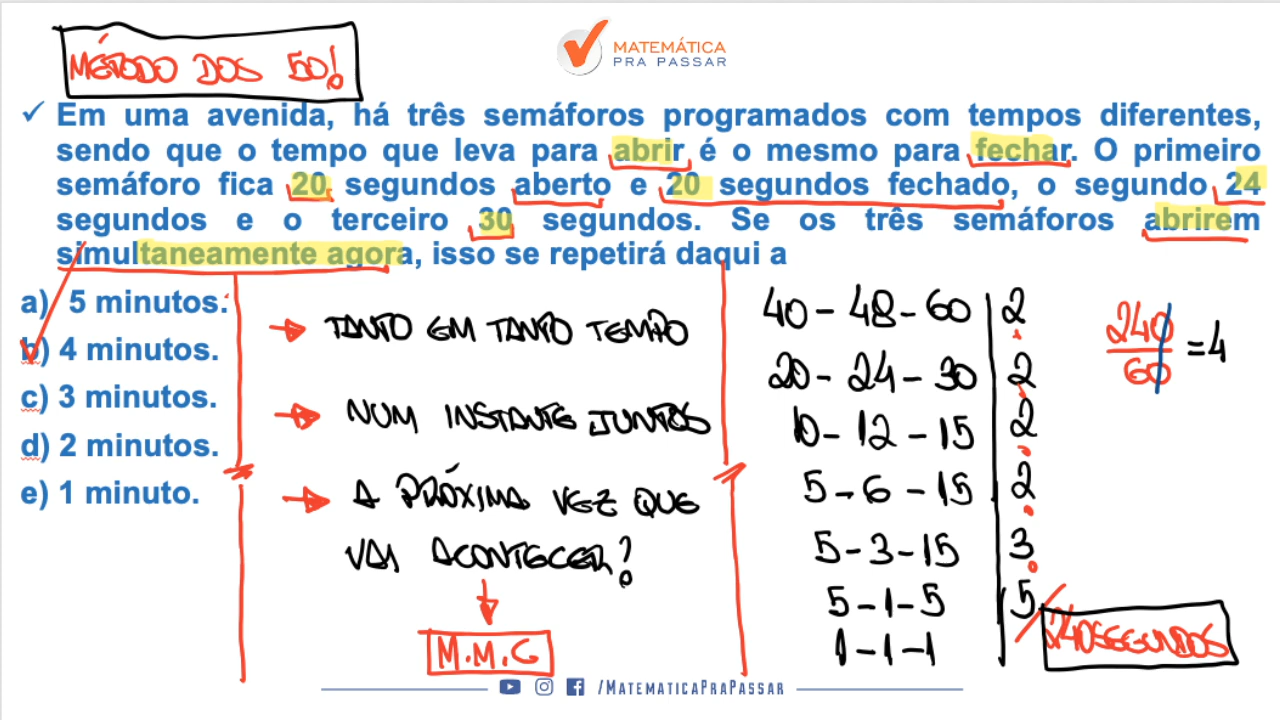 MÉTODO DOS 50!
MATEMÁTICA
PRA PASSAR
✓ Em uma avenida, há três semáforos programados com tempos diferentes,
sendo que o tempo que leva para abrir é o mesmo para fechar. O primeiro
semáforo fica 20 segundos aberto e 20 segundos fechado, o segundo 24
segundos e o terceiro 30 segundos. Se os três semáforos abrirem
simultaneamente agora, isso se repetirá daqui a
a) 5 minutos.
b) 4 minutos.
c) 3 minutos.
d) 2 minutos.
e) 1 minuto.
→ TANTO EM TANTO TEMPO
→ NUM INSTANTE JUNTOS
→ A PRÓXIMA VEZ QUE
VAI ACONTECER?
M.M.C
40 - 48 - 60 | 2
20 - 24 - 30 | 2
10 - 12 - 15 | 2
5 - 6 - 15 | 2
5 - 3 - 15 | 3
5 - 1 - 5 | 5
1 - 1 - 1
240 SEGUNDOS
240
60
= 4
/MATEMATICAPRAPASSAR